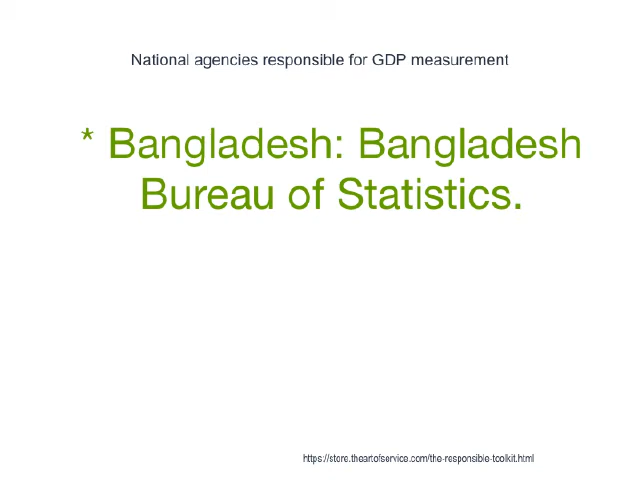 National agencies responsible for GDP measurement
* Bangladesh: Bangladesh
Bureau of Statistics.
https://store.theartofservice.com/the-responsible-toolkit.html